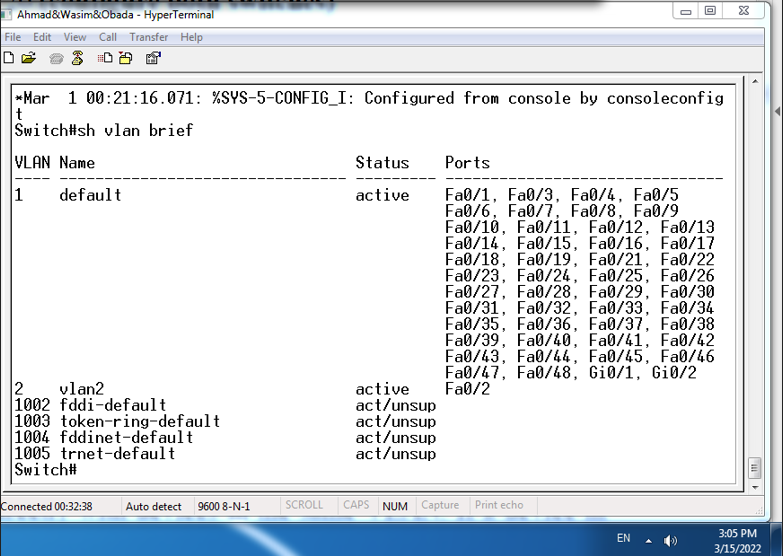 Ahmad&Wasim&Obada - HyperTerminal
File Edit View Call Transfer Help
*Mar  1 00:21:16.071: %SYS-5-CONFIG_I: Configured from console by consoleconfig
t
Switch#sh vlan brief
VLAN Name                             Status    Ports
---- -------------------------------- --------- -------------------------------
1    default                          active    Fa0/1, Fa0/3, Fa0/4, Fa0/5
                                                Fa0/6, Fa0/7, Fa0/8, Fa0/9
                                                Fa0/10, Fa0/11, Fa0/12, Fa0/13
                                                Fa0/14, Fa0/15, Fa0/16, Fa0/17
                                                Fa0/18, Fa0/19, Fa0/21, Fa0/22
                                                Fa0/23, Fa0/24, Fa0/25, Fa0/26
                                                Fa0/27, Fa0/28, Fa0/29, Fa0/30
                                                Fa0/31, Fa0/32, Fa0/33, Fa0/34
                                                Fa0/35, Fa0/36, Fa0/37, Fa0/38
                                                Fa0/39, Fa0/40, Fa0/41, Fa0/42
                                                Fa0/43, Fa0/44, Fa0/45, Fa0/46
                                                Fa0/47, Fa0/48, Gi0/1, Gi0/2
2    vlan2                            active    Fa0/2
1002 fddi-default                     act/unsup
1003 token-ring-default               act/unsup
1004 fddinet-default                  act/unsup
1005 trnet-default                    act/unsup
Switch#
Connected 00:32:38 Auto detect 9600 8-N-1 SCROLL CAPS NUM Capture Print echo
EN 3:05 PM
3/15/2022